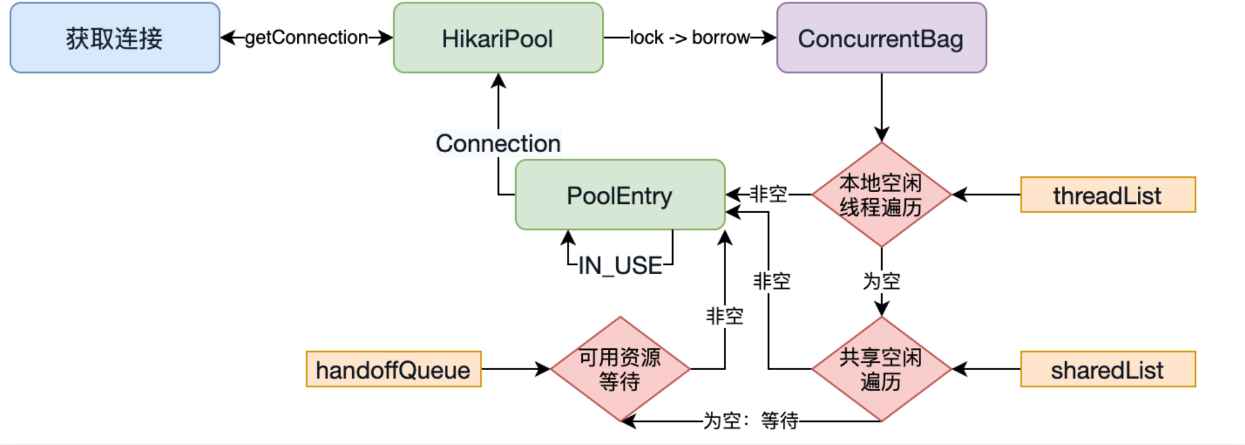 获取连接
getConnection
HikariPool
lock -> borrow
ConcurrentBag
Connection
PoolEntry
非空
本地空闲
线程遍历
threadList
IN_USE
非空
为空
非空
handoffQueue
可用资源
等待
共享空闲
遍历
sharedList
为空：等待